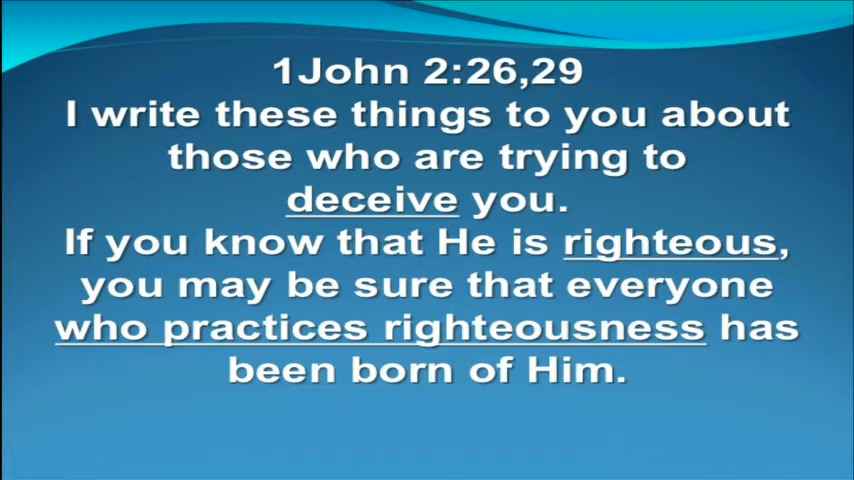 1John 2:26,29
I write these things to you about
those who are trying to
deceive you.
If you know that He is righteous,
you may be sure that everyone
who practices righteousness has
been born of Him.